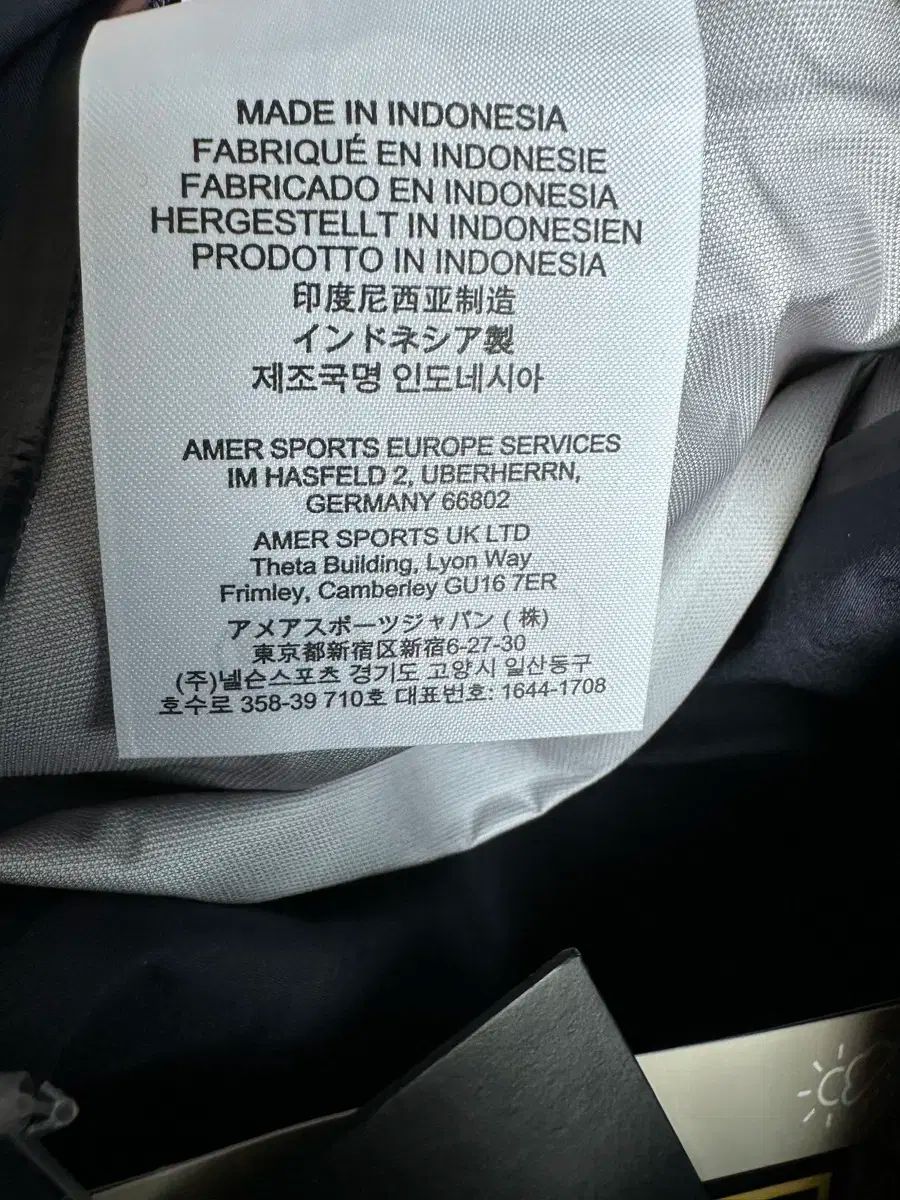 MADE IN INDONESIA
FABRIQUÉ EN INDONESIE
FABRICADO EN INDONESIA
HERGESTELLT IN INDONESIEN
PRODOTTO IN INDONESIA
印度尼西亚制造
インドネシア製
제조국명 인도네시아
AMER SPORTS EUROPE SERVICES
IM HASFELD 2, UBERHERRN,
GERMANY 66802
AMER SPORTS UK LTD
Theta Building, Lyon Way
Frimley, Camberley GU16 7ER
アメアスポーツジャパン (株)
東京都新宿区新宿6-27-30
(주)넬슨스포츠 경기도 고양시 일산동구
호수로 358-39 710호 대표번호: 1644-1708